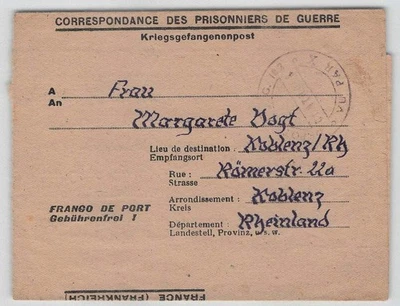 CORRESPONDANCE DES PRISONNIERS DE GUERRE
Kriegsgefangenenpost
A Frau
An
Margarete Vogt
Lieu de destination : Koblenz/Rh
Empfangsort
Rue : Römerstr. 22a
Strasse
Arrondissement : Koblenz
Kreis
Département : Rheinland
Landesteil, Provinz, u.s.w.
FRANCO DE PORT
Gebührenfrei !
FRANCE (FRANKREICH)